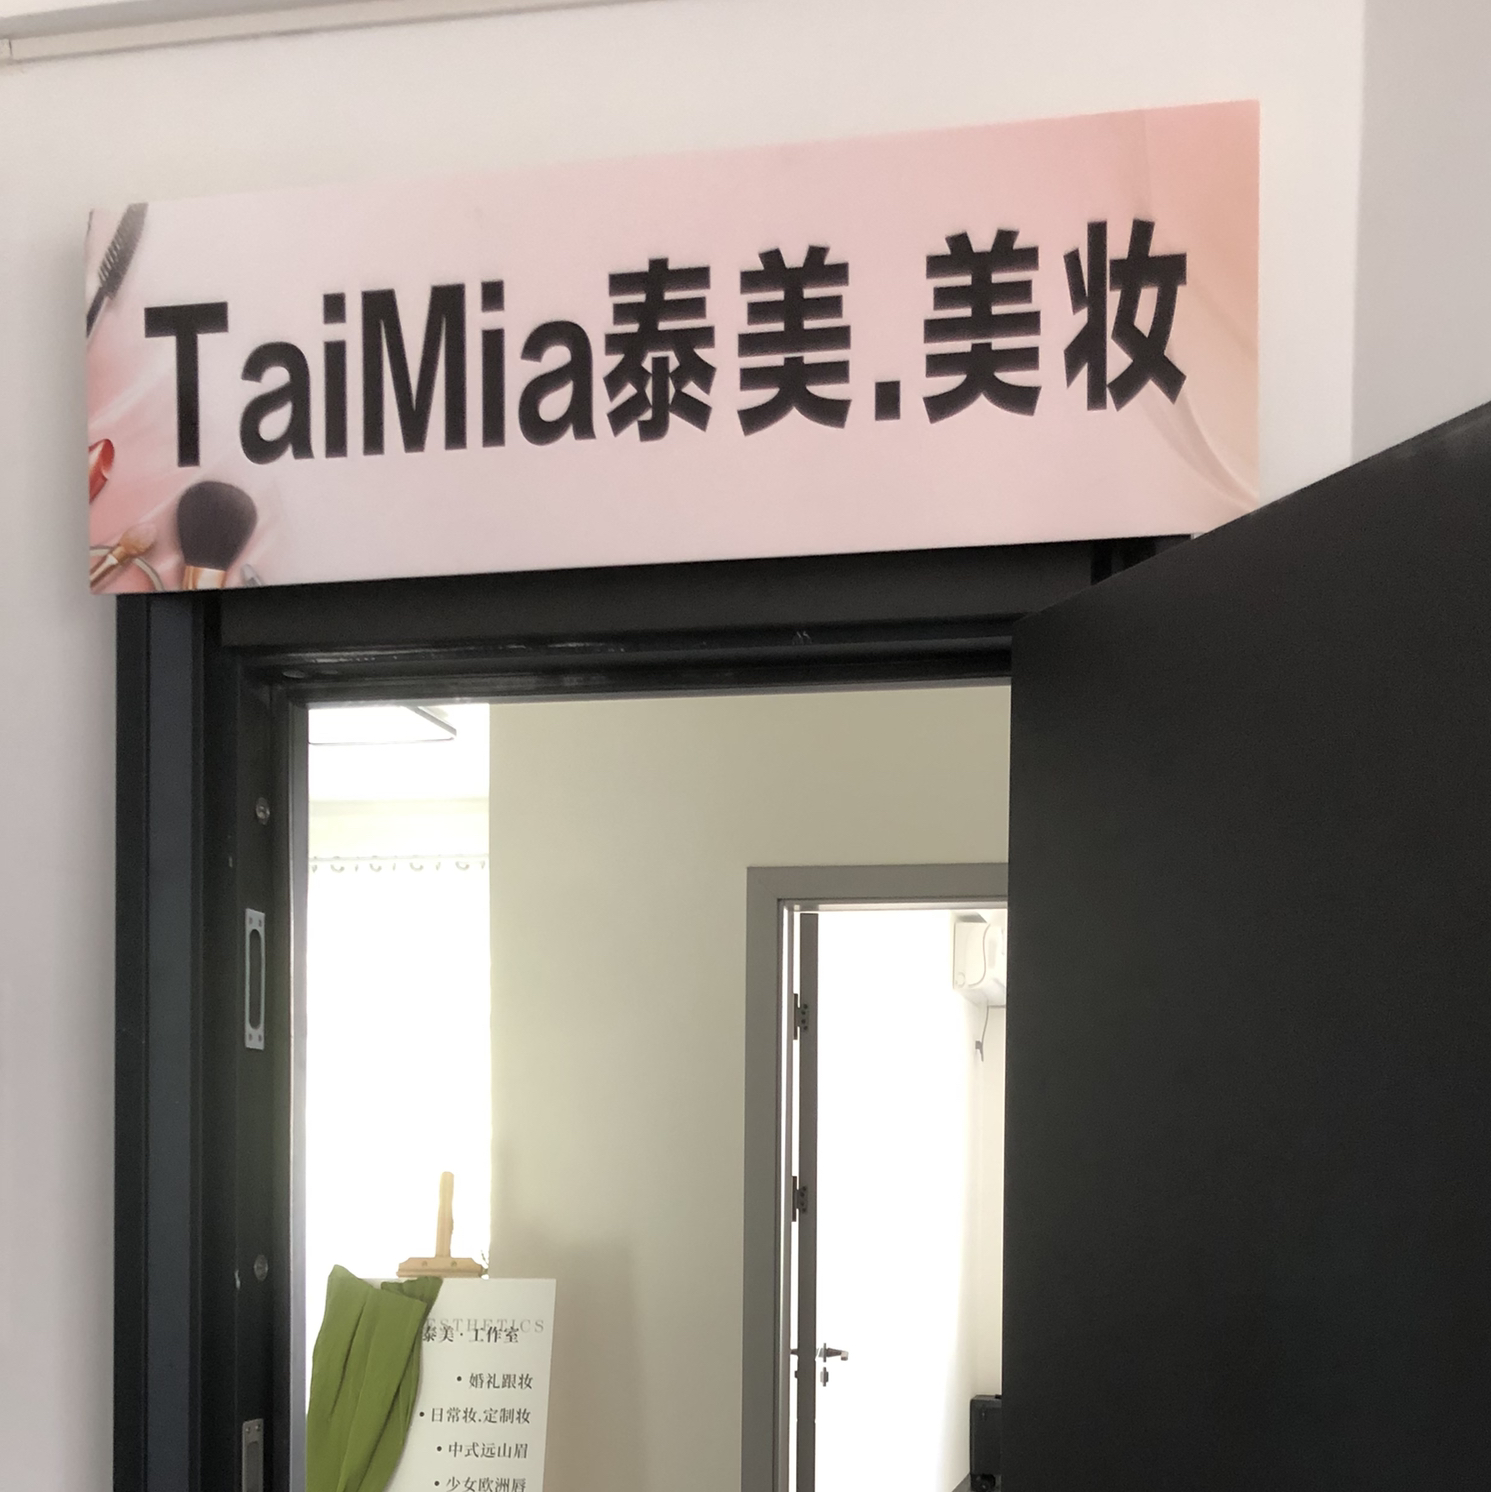 TaiMia泰美.美妆
ESTHETICS
泰美·工作室
•婚礼跟妆
•日常妆.定制妆
•中式远山眉
•少女欧洲唇